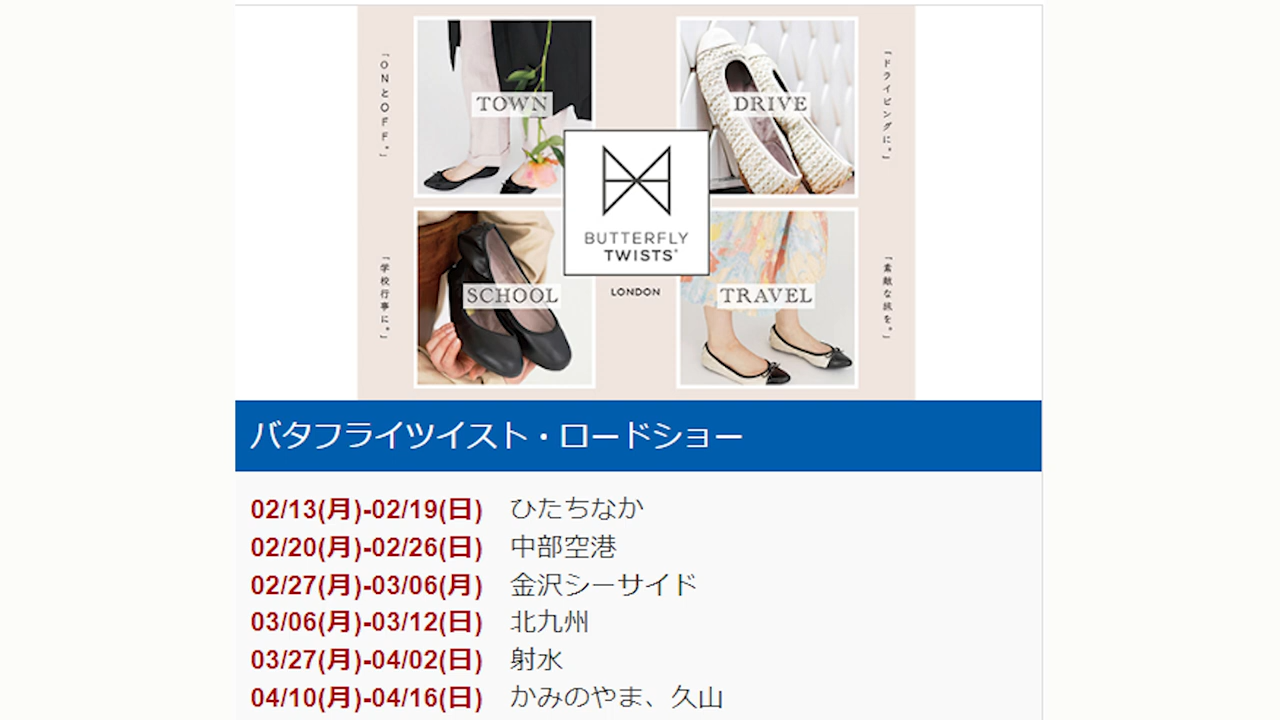 「ONとOFF。」
TOWN
DRIVE
「ドライビングに。」
BUTTERFLY
TWISTS®
LONDON
「学校行事に。」
SCHOOL
TRAVEL
「素敵な旅を。」
バタフライツイスト・ロードショー
02/13(月)-02/19(日) ひたちなか
02/20(月)-02/26(日) 中部空港
02/27(月)-03/06(月) 金沢シーサイド
03/06(月)-03/12(日) 北九州
03/27(月)-04/02(日) 射水
04/10(月)-04/16(日) かみのやま、久山